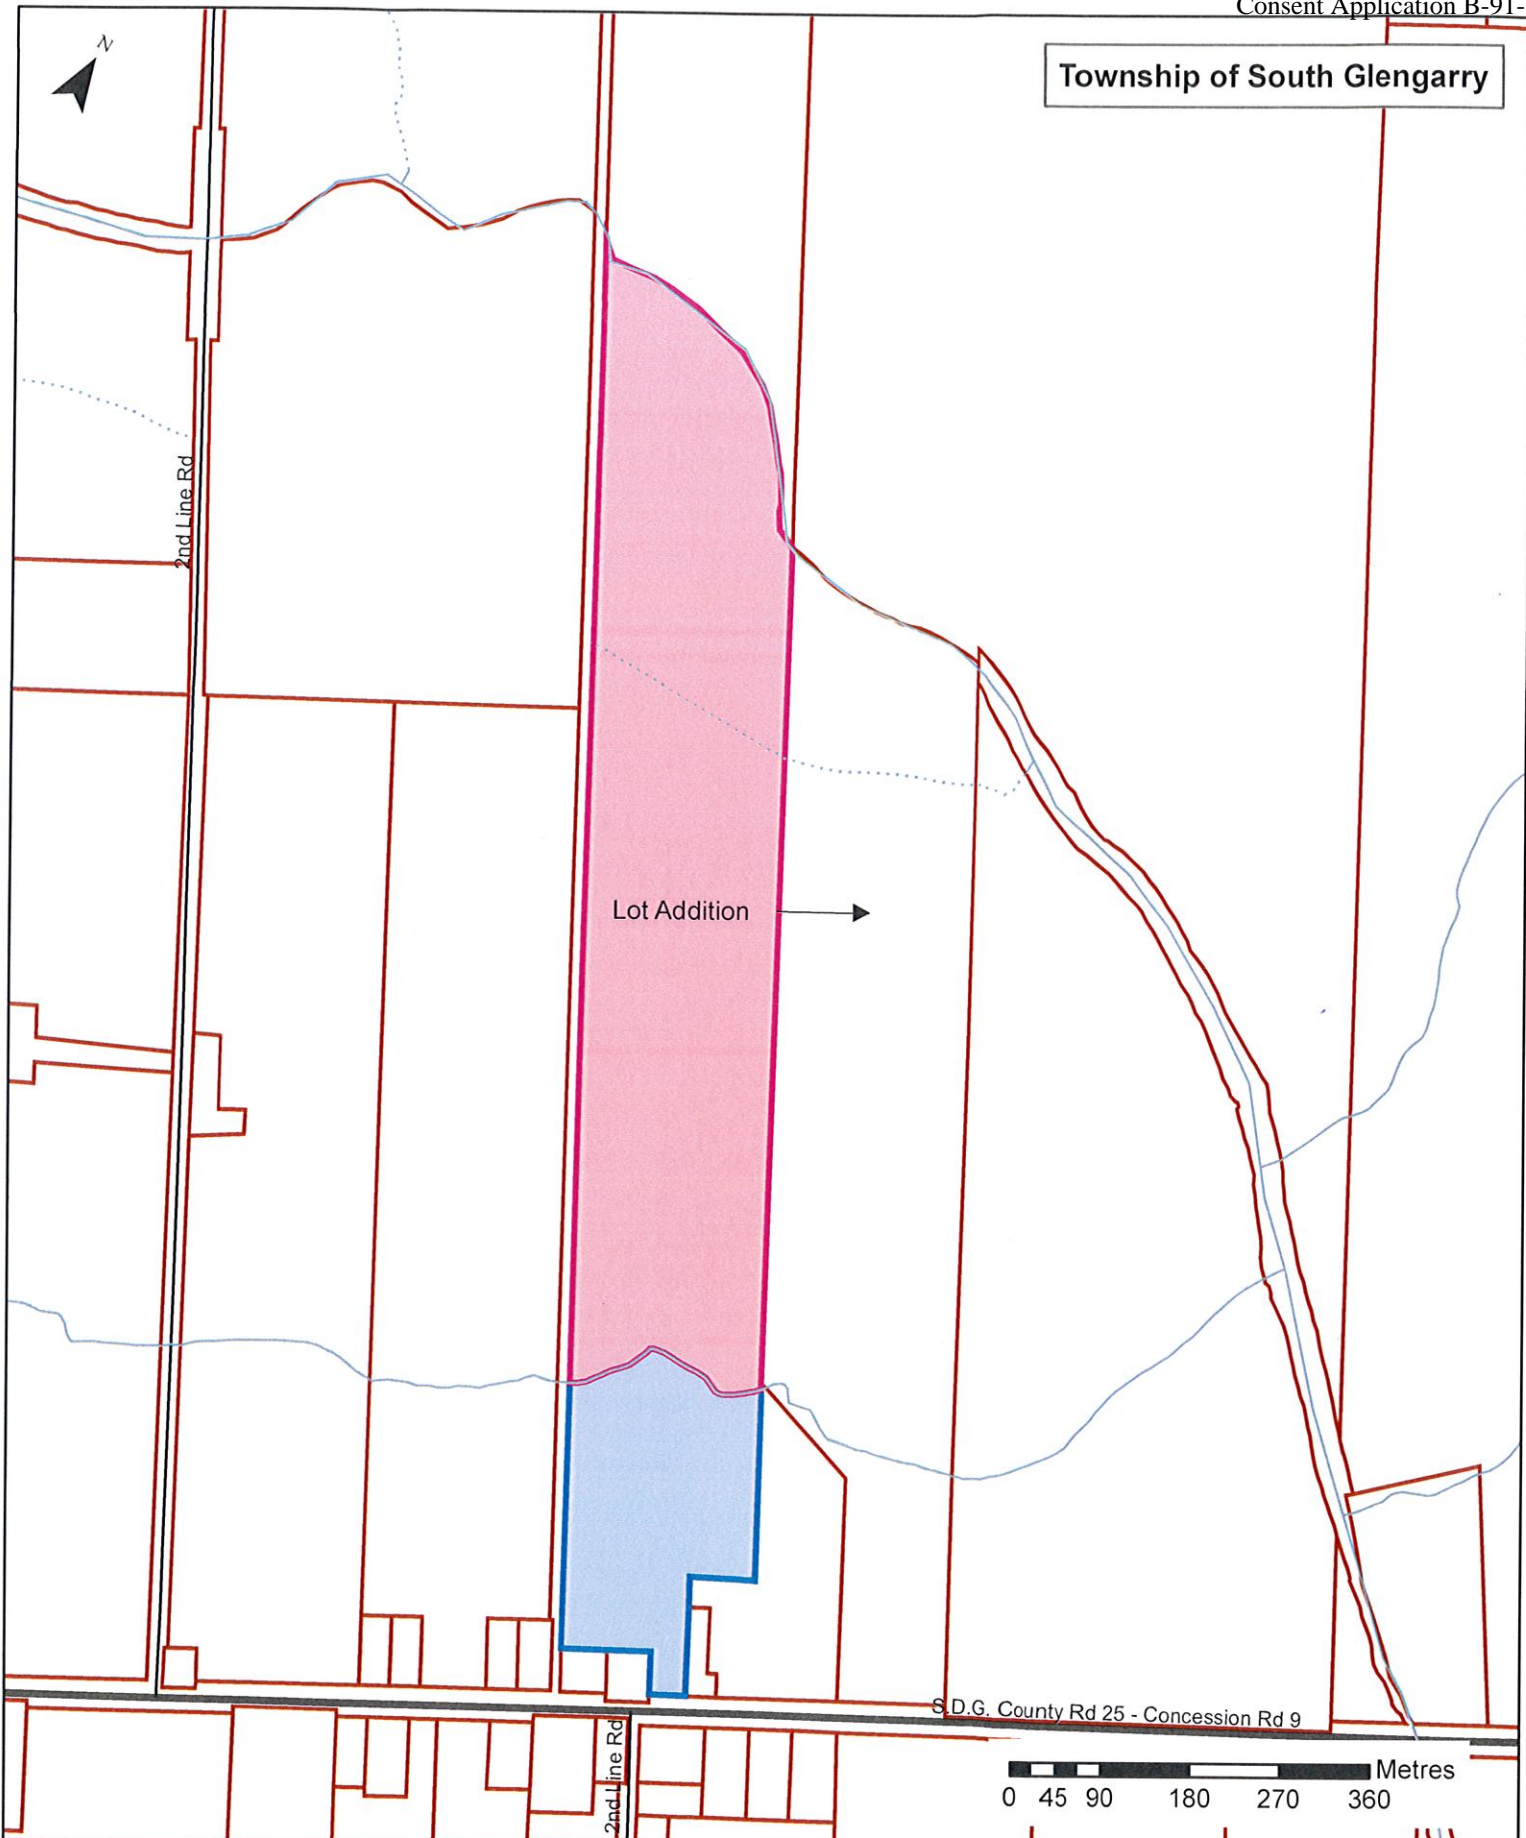 Consent Application B-91-
N
Township of South Glengarry
2nd Line Rd
Lot Addition
S.D.G. County Rd 25 - Concession Rd 9
2nd Line Rd
Metres
0 45 90 180 270 360